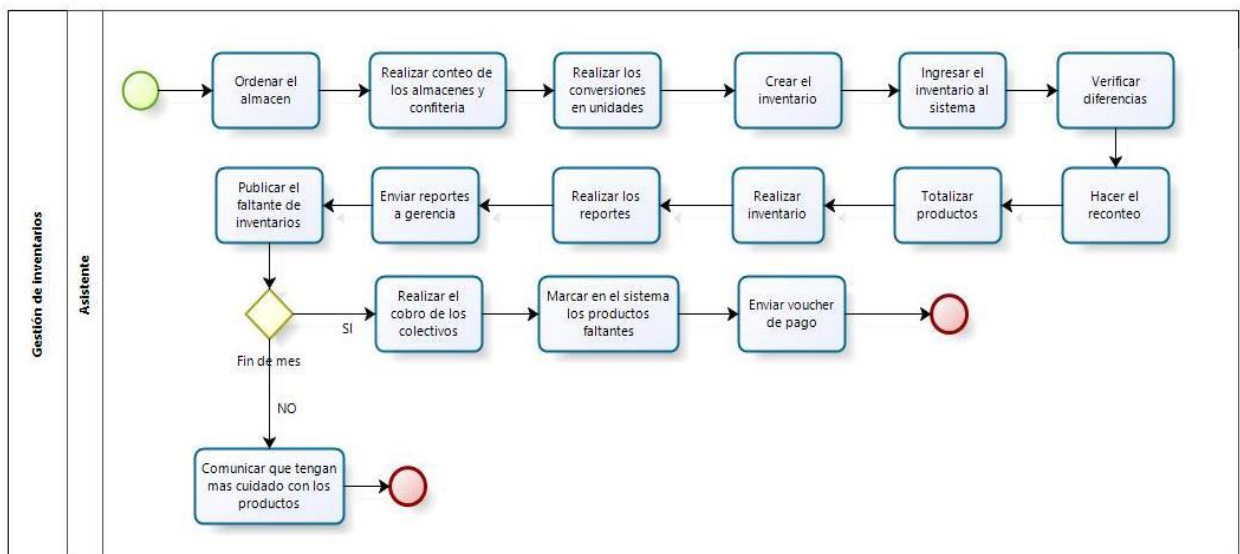 Gestión de inventarios
Asistente
Ordenar el
almacen
Realizar conteo de
los almacenes y
confiteria
Realizar los
conversiones
en unidades
Crear el
inventario
Ingresar el
inventario al
sistema
Verificar
diferencias
Hacer el
reconteo
Totalizar
productos
Realizar
inventario
Realizar los
reportes
Enviar reportes
a gerencia
Publicar el
faltante de
inventarios
Fin de mes
SI
Realizar el
cobro de los
colectivos
Marcar en el sistema
los productos
faltantes
Enviar voucher
de pago
NO
Comunicar que tengan
mas cuidado con los
productos